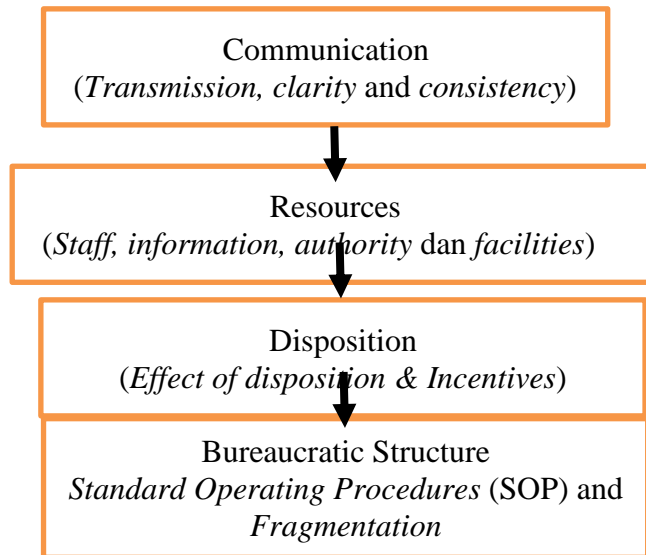 Communication
(Transmission, clarity and consistency)
Resources
(Staff, information, authority dan facilities)
Disposition
(Effect of disposition & Incentives)
Bureaucratic Structure
Standard Operating Procedures (SOP) and
Fragmentation